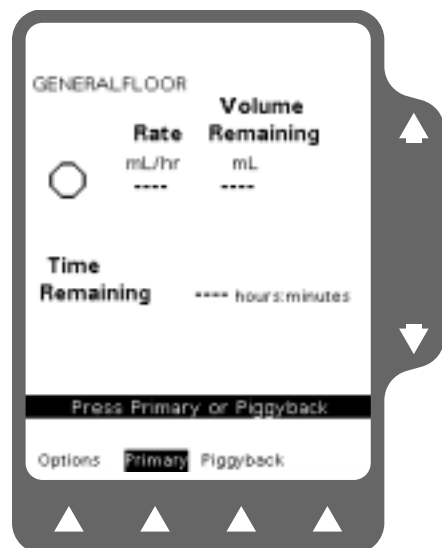 GENERALFLOOR
Volume
Rate Remaining
mL/hr mL
---- ----
Time
Remaining ---- hours:minutes
Press Primary or Piggyback
Options Primary Piggyback